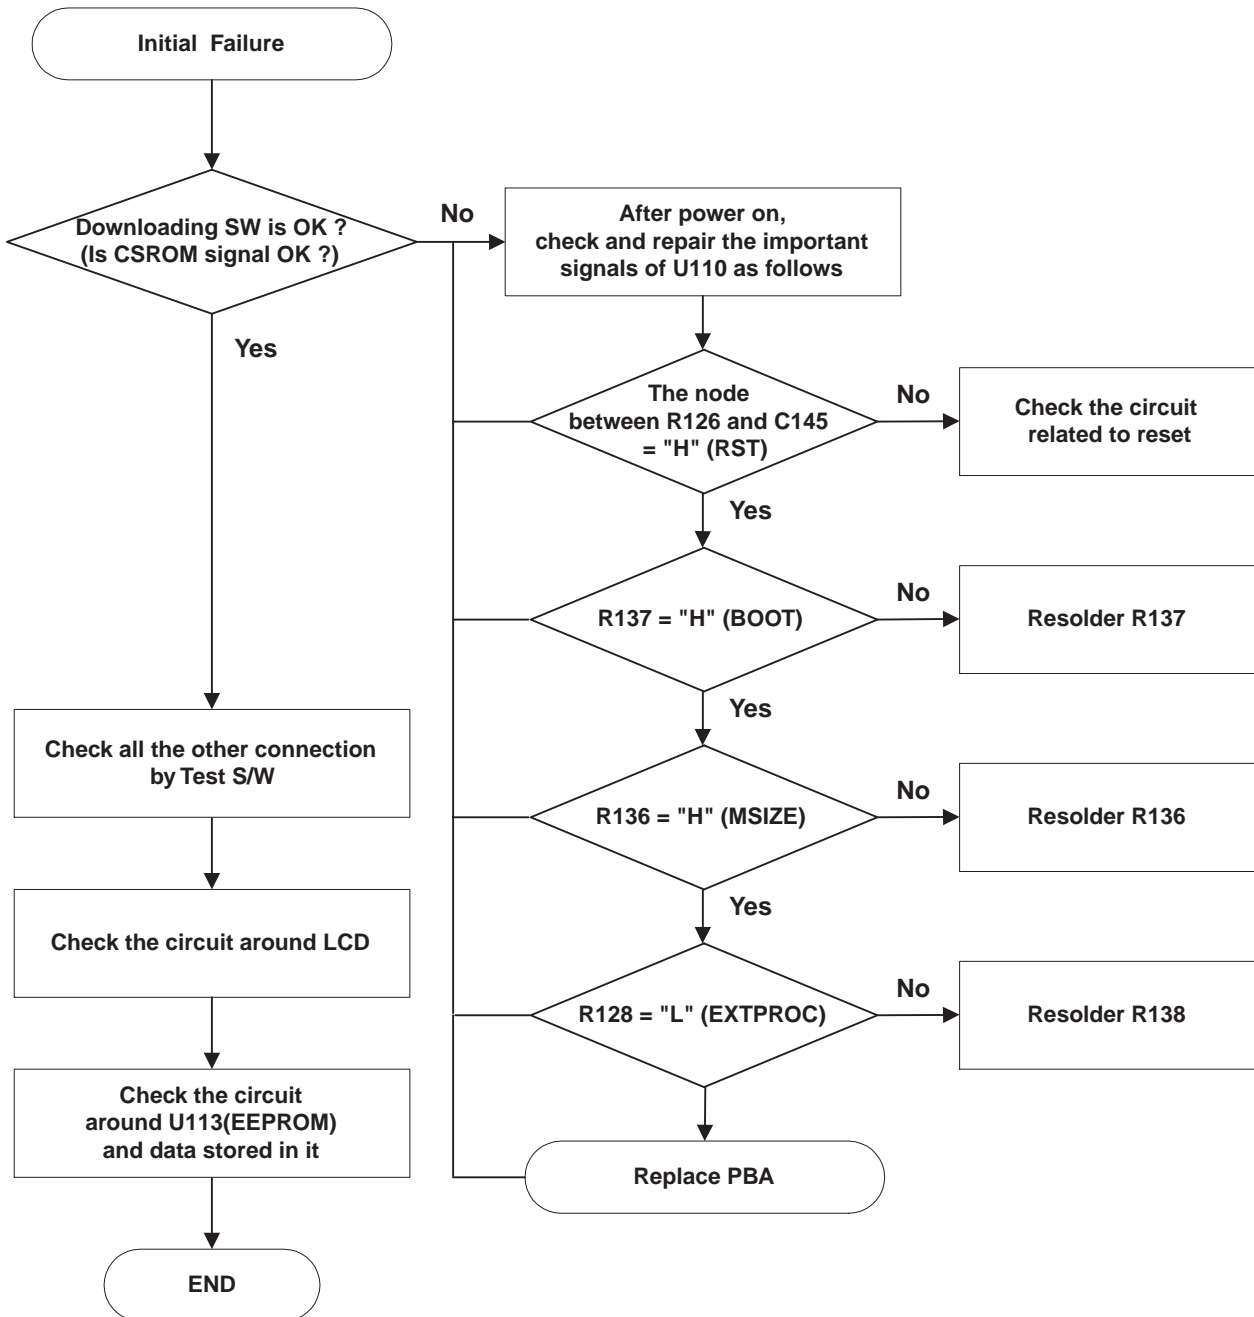 Initial Failure
Downloading SW is OK ?
(Is CSROM signal OK ?)
No
After power on,
check and repair the important
signals of U110 as follows
Yes
The node
between R126 and C145
= "H" (RST)
No
Check the circuit
related to reset
Yes
R137 = "H" (BOOT)
No
Resolder R137
Yes
Check all the other connection
by Test S/W
R136 = "H" (MSIZE)
No
Resolder R136
Yes
Check the circuit around LCD
R128 = "L" (EXTPROC)
No
Resolder R138
Check the circuit
around U113(EEPROM)
and data stored in it
Replace PBA
END